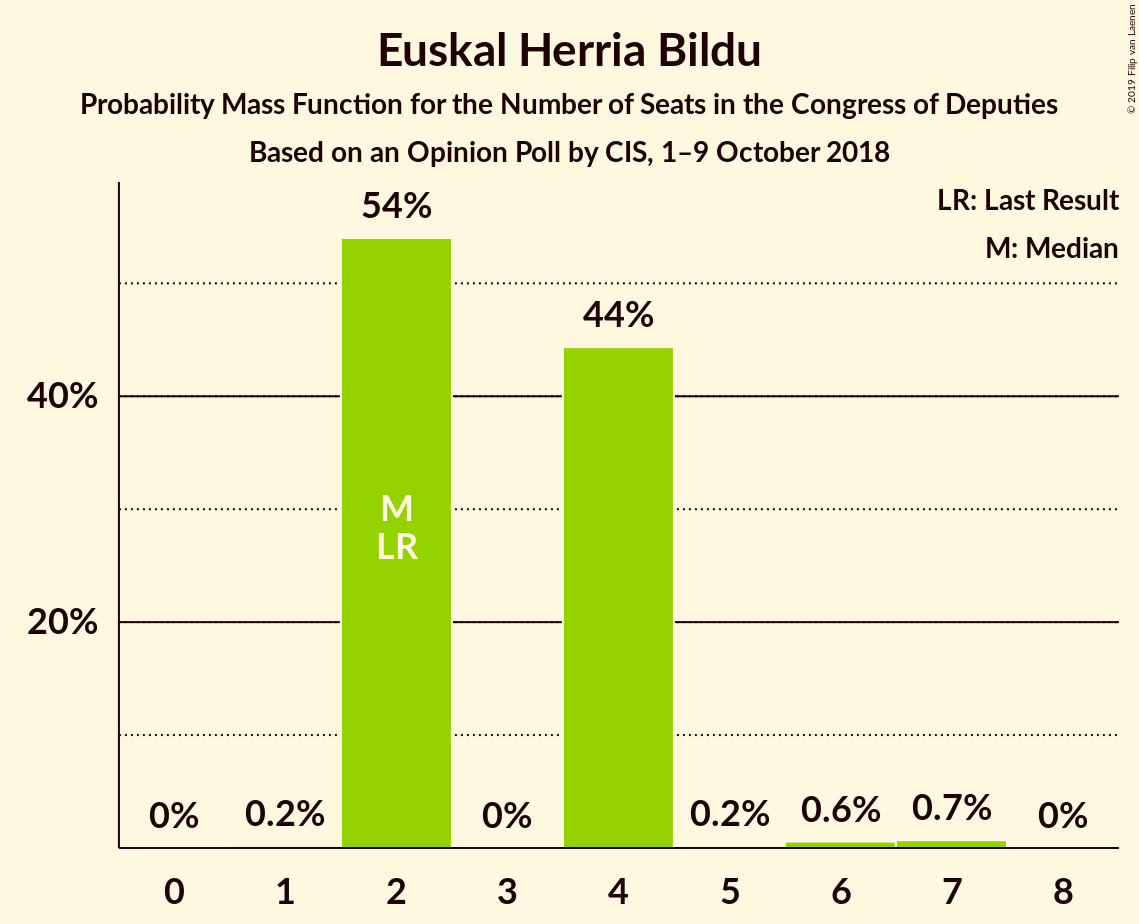 Euskal Herria Bildu
Probability Mass Function for the Number of Seats in the Congress of Deputies
Based on an Opinion Poll by CIS, 1–9 October 2018
© 2019 Filip van Laenen
LR: Last Result
M: Median
54%
44%
40%
M
LR
20%
0%
0.2%
0%
0.2%
0.6%
0.7%
0%
0 1 2 3 4 5 6 7 8